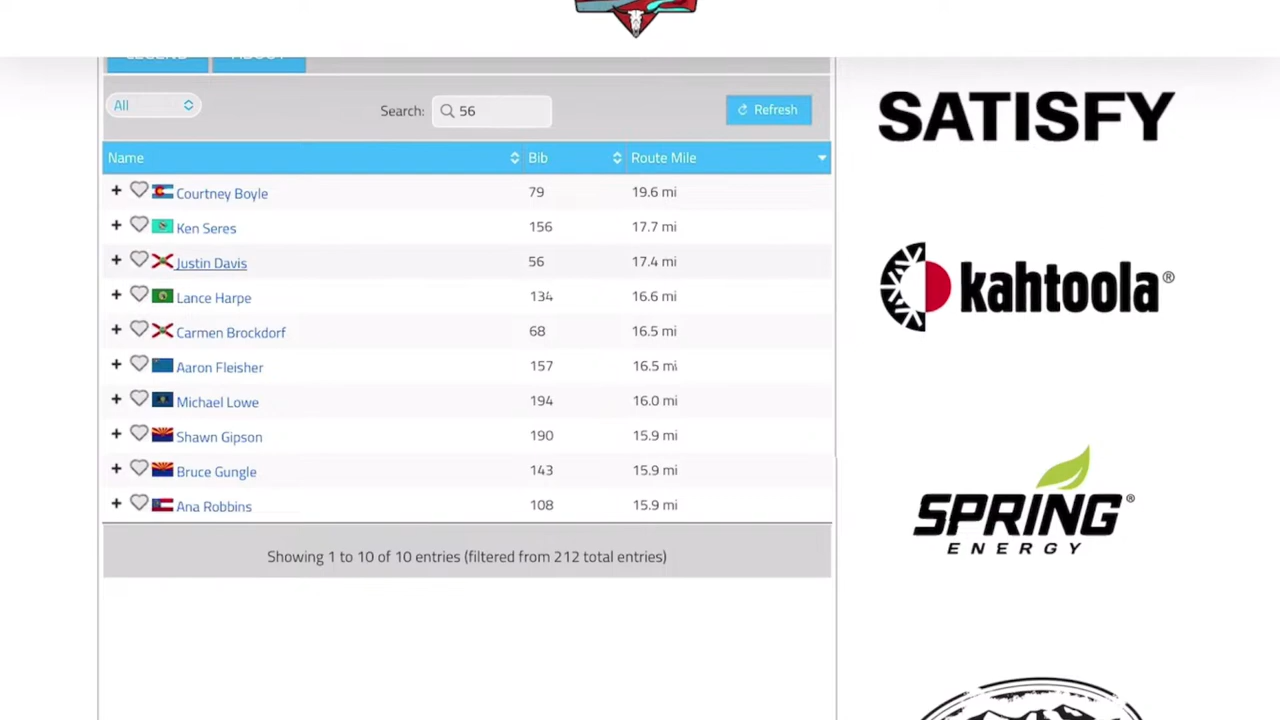 LEGEND ABOUT
All Search: 56 Refresh
Name Bib Route Mile
+ Courtney Boyle 79 19.6 mi
+ Ken Seres 156 17.7 mi
+ Justin Davis 56 17.4 mi
+ Lance Harpe 134 16.6 mi
+ Carmen Brockdorf 68 16.5 mi
+ Aaron Fleisher 157 16.5 mi
+ Michael Lowe 194 16.0 mi
+ Shawn Gipson 190 15.9 mi
+ Bruce Gungle 143 15.9 mi
+ Ana Robbins 108 15.9 mi
Showing 1 to 10 of 10 entries (filtered from 212 total entries)
SATISFY
kahtoola®
SPRING®
ENERGY